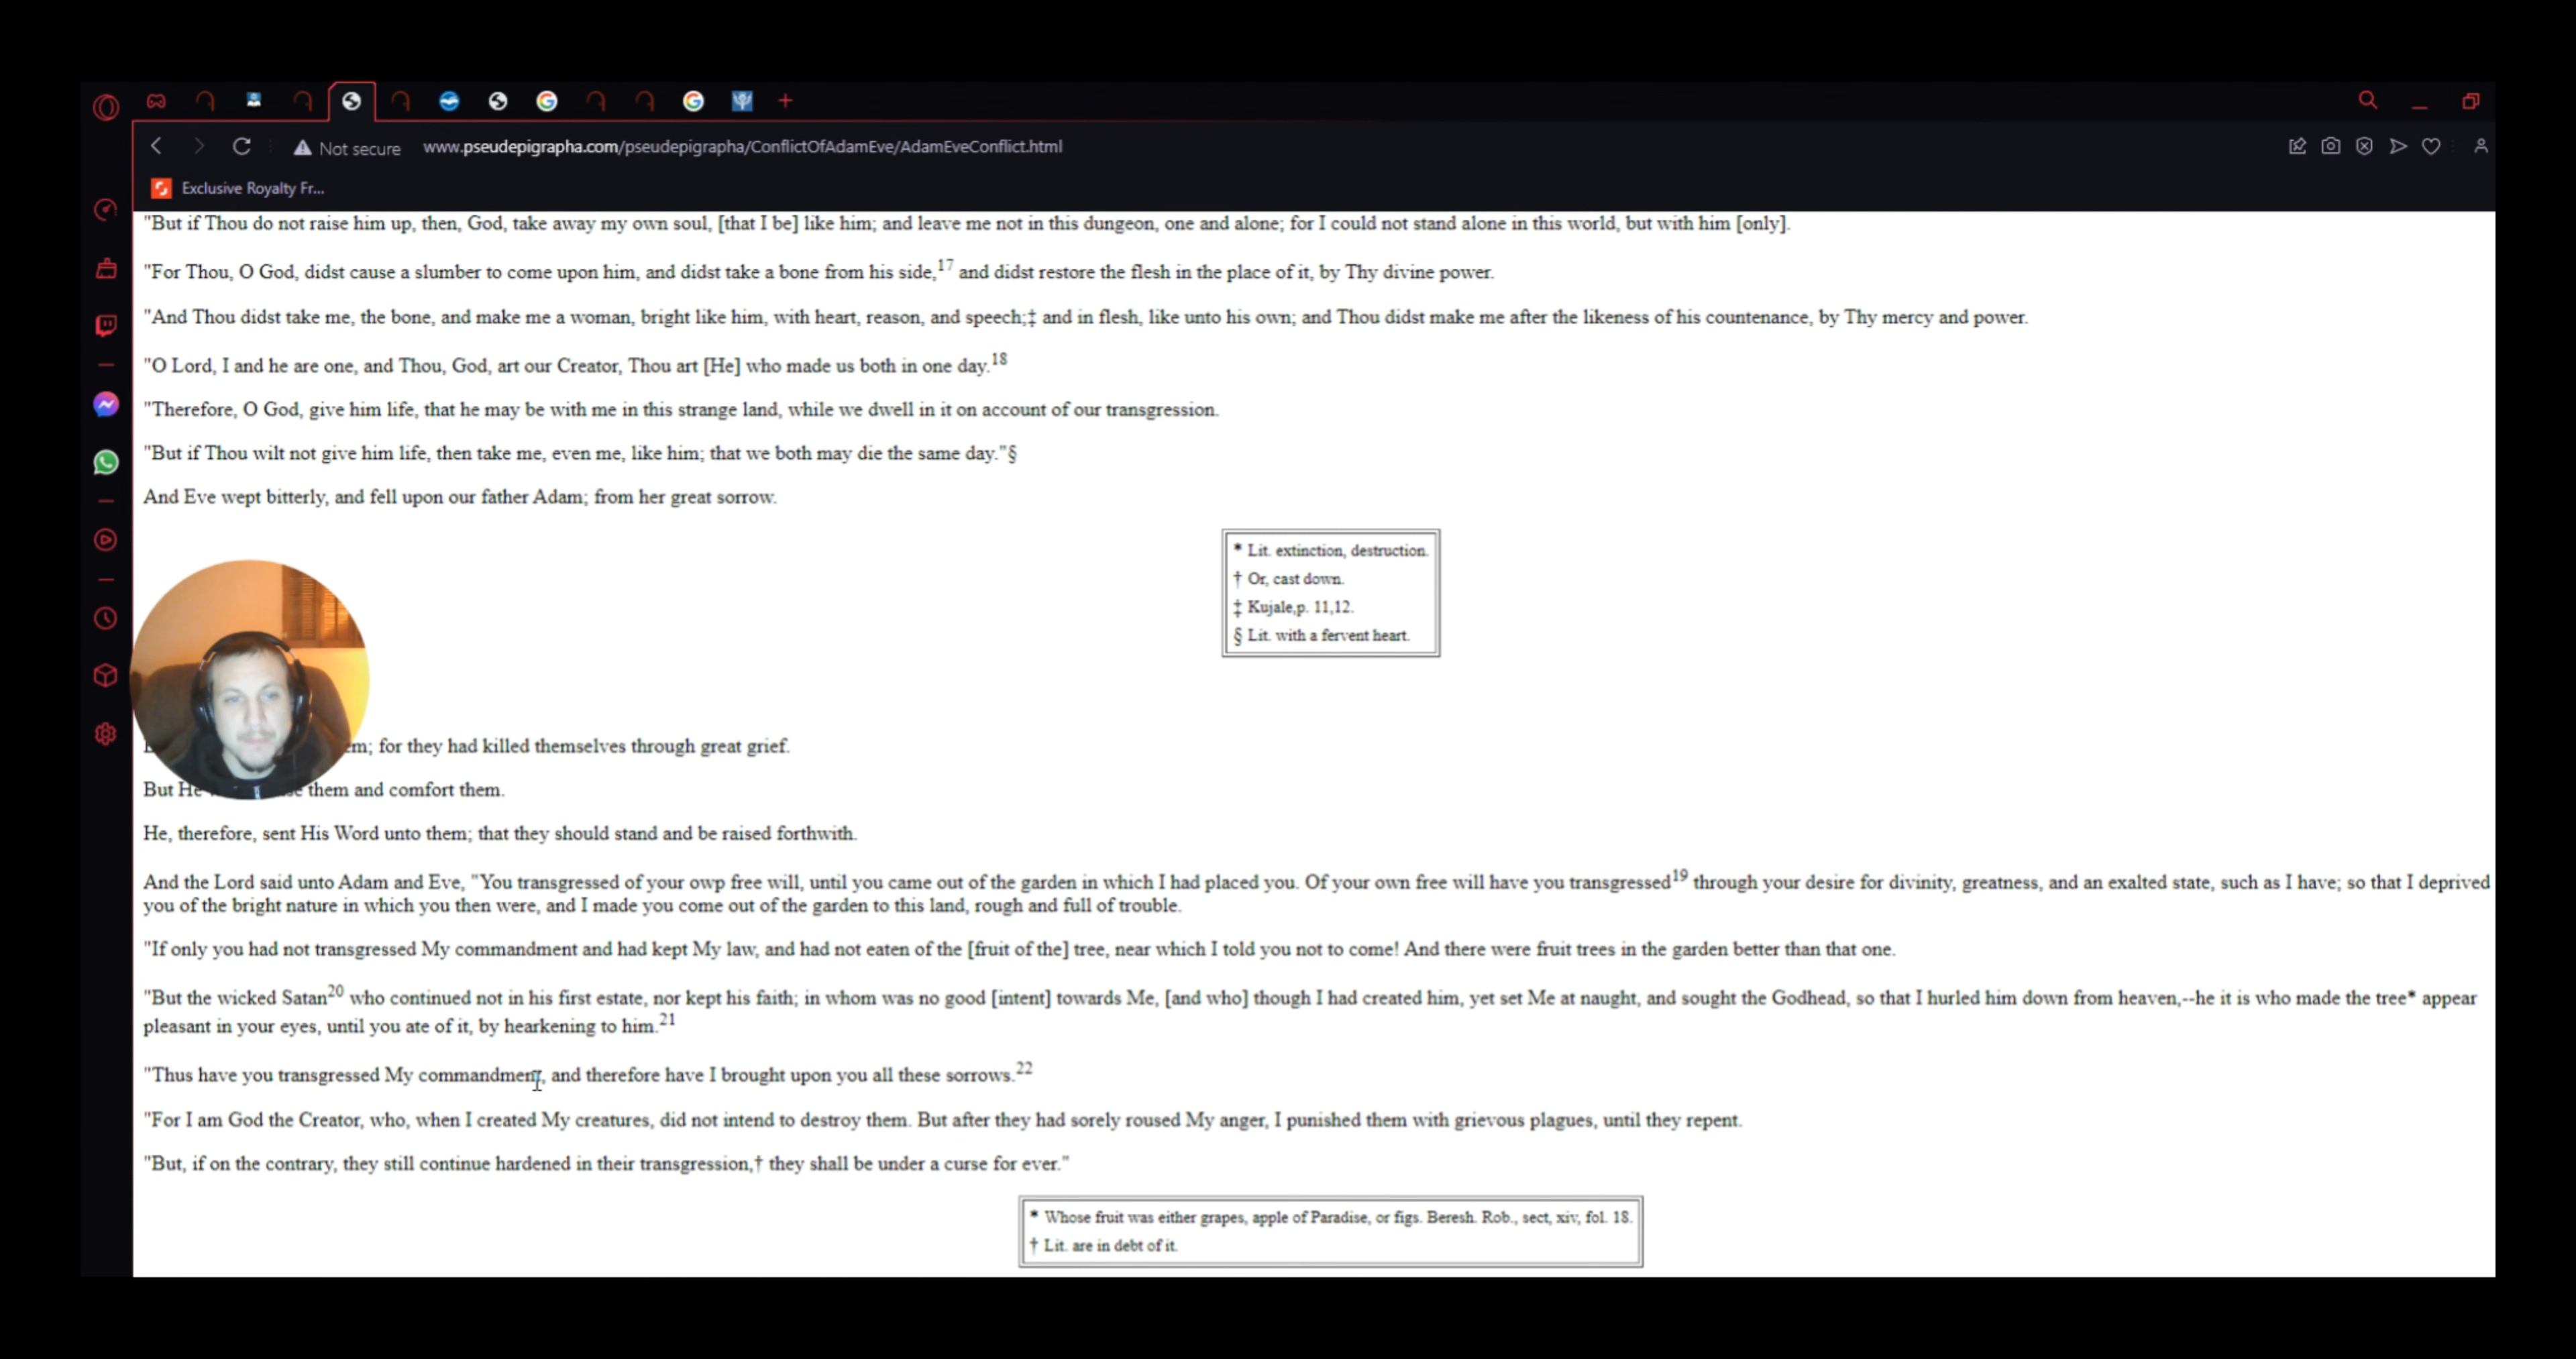 Not secure www.pseudepigrapha.com/pseudepigrapha/ConflictOfAdamEve/AdamEveConflict.html
Exclusive Royalty Fr...
"But if Thou do not raise him up, then, God, take away my own soul, [that I be] like him; and leave me not in this dungeon, one and alone; for I could not stand alone in this world, but with him [only].
"For Thou, O God, didst cause a slumber to come upon him, and didst take a bone from his side,17 and didst restore the flesh in the place of it, by Thy divine power.
"And Thou didst take me, the bone, and make me a woman, bright like him, with heart, reason, and speech;‡ and in flesh, like unto his own; and Thou didst make me after the likeness of his countenance, by Thy mercy and power.
"O Lord, I and he are one, and Thou, God, art our Creator, Thou art [He] who made us both in one day.18
"Therefore, O God, give him life, that he may be with me in this strange land, while we dwell in it on account of our transgression.
"But if Thou wilt not give him life, then take me, even me, like him; that we both may die the same day."§
And Eve wept bitterly, and fell upon our father Adam; from her great sorrow.
* Lit. extinction, destruction.
† Or, cast down.
‡ Kujale,p. 11,12.
§ Lit. with a fervent heart.
for they had killed themselves through great grief.
But He them and comfort them.
He, therefore, sent His Word unto them; that they should stand and be raised forthwith.
And the Lord said unto Adam and Eve, "You transgressed of your owp free will, until you came out of the garden in which I had placed you. Of your own free will have you transgressed19 through your desire for divinity, greatness, and an exalted state, such as I have; so that I deprived
you of the bright nature in which you then were, and I made you come out of the garden to this land, rough and full of trouble.
"If only you had not transgressed My commandment and had kept My law, and had not eaten of the [fruit of the] tree, near which I told you not to come! And there were fruit trees in the garden better than that one.
"But the wicked Satan20 who continued not in his first estate, nor kept his faith; in whom was no good [intent] towards Me, [and who] though I had created him, yet set Me at naught, and sought the Godhead, so that I hurled him down from heaven,--he it is who made the tree* appear
pleasant in your eyes, until you ate of it, by hearkening to him.21
"Thus have you transgressed My commandment, and therefore have I brought upon you all these sorrows.22
"For I am God the Creator, who, when I created My creatures, did not intend to destroy them. But after they had sorely roused My anger, I punished them with grievous plagues, until they repent.
"But, if on the contrary, they still continue hardened in their transgression,† they shall be under a curse for ever."
* Whose fruit was either grapes, apple of Paradise, or figs. Beresh. Rob., sect, xiv, fol. 18.
† Lit. are in debt of it.